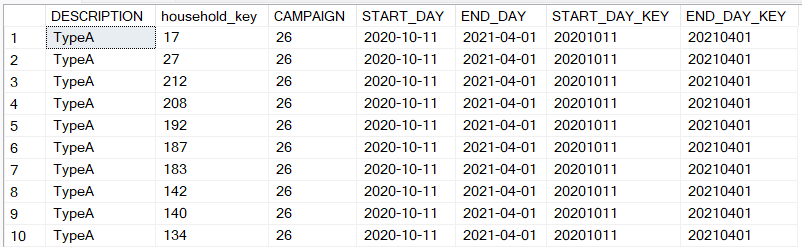 DESCRIPTION household_key CAMPAIGN START_DAY END_DAY START_DAY_KEY END_DAY_KEY
1 TypeA 17 26 2020-10-11 2021-04-01 20201011 20210401
2 TypeA 27 26 2020-10-11 2021-04-01 20201011 20210401
3 TypeA 212 26 2020-10-11 2021-04-01 20201011 20210401
4 TypeA 208 26 2020-10-11 2021-04-01 20201011 20210401
5 TypeA 192 26 2020-10-11 2021-04-01 20201011 20210401
6 TypeA 187 26 2020-10-11 2021-04-01 20201011 20210401
7 TypeA 183 26 2020-10-11 2021-04-01 20201011 20210401
8 TypeA 142 26 2020-10-11 2021-04-01 20201011 20210401
9 TypeA 140 26 2020-10-11 2021-04-01 20201011 20210401
10 TypeA 134 26 2020-10-11 2021-04-01 20201011 20210401